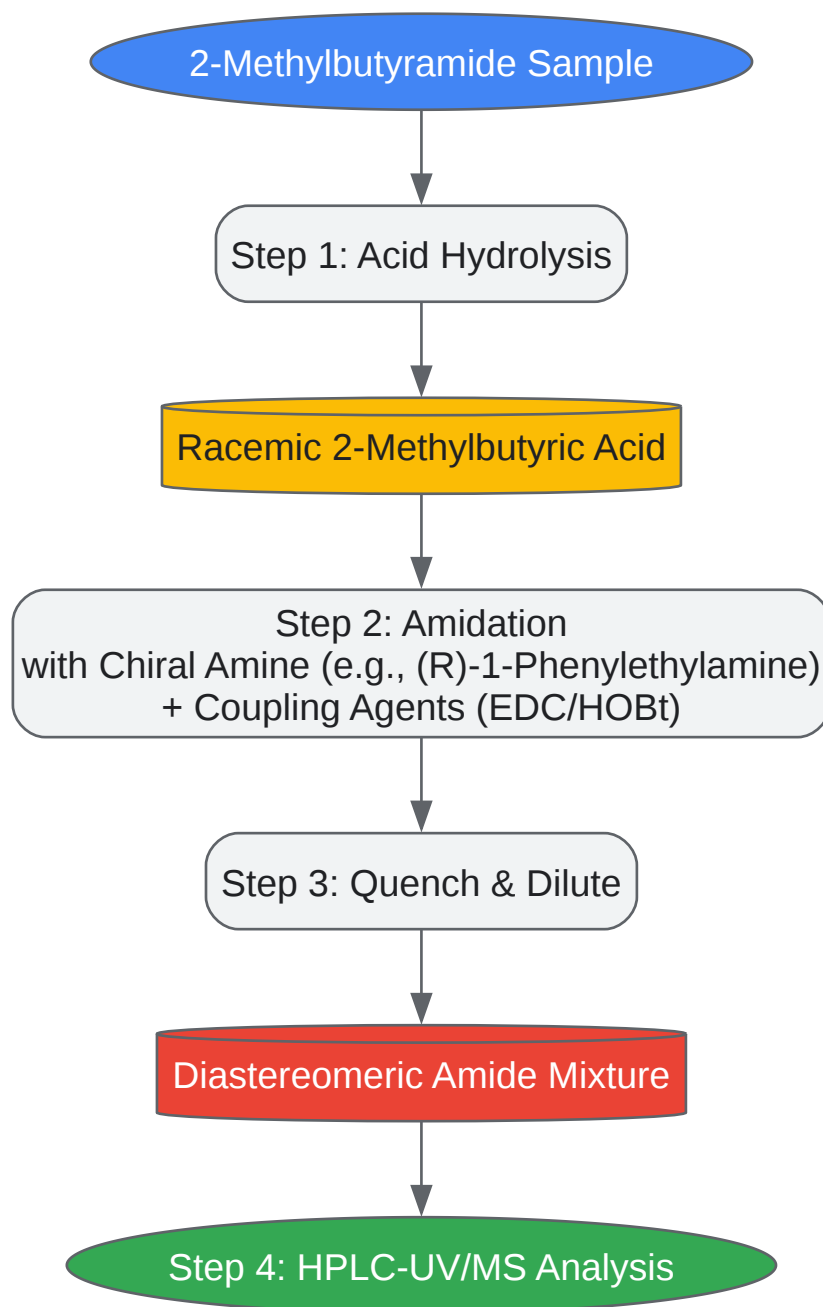 2-Methylbutyramide Sample
Step 1: Acid Hydrolysis
Racemic 2-Methylbutyric Acid
Step 2: Amidation
with Chiral Amine (e.g., (R)-1-Phenylethylamine)
+ Coupling Agents (EDC/HOBt)
Step 3: Quench & Dilute
Diastereomeric Amide Mixture
Step 4: HPLC-UV/MS Analysis